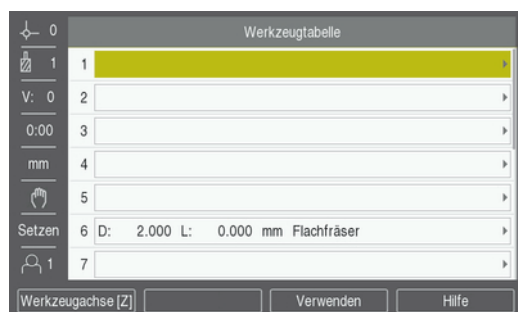 0
Werkzeugtabelle
1
1
V: 0
2
0:00
3
mm
4
5
Setzen
6 D: 2.000 L: 0.000 mm Flachfräser
1
7
Werkzeugachse [Z]
Verwenden
Hilfe